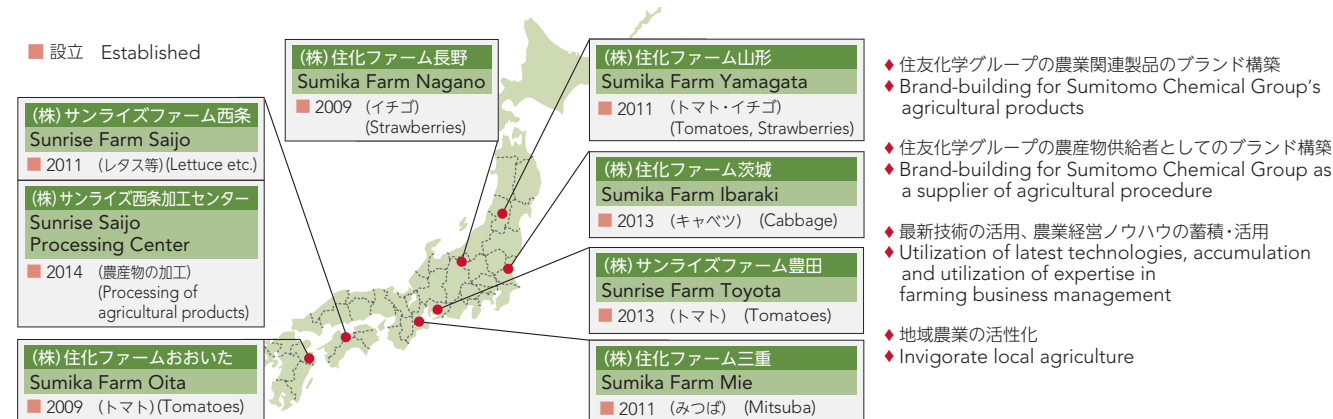 ■ 設立 Established
(株)サンライズファーム西条
Sunrise Farm Saijo
■ 2011 (レタス等)(Lettuce etc.)
(株)サンライズ西条加工センター
Sunrise Saijo
Processing Center
■ 2014 (農産物の加工)
(Processing of
agricultural products)
(株)住化ファームおおいた
Sumika Farm Oita
■ 2009 (トマト)(Tomatoes)
(株)住化ファーム長野
Sumika Farm Nagano
■ 2009 (イチゴ)
(Strawberries)
(株)住化ファーム山形
Sumika Farm Yamagata
■ 2011 (トマト・イチゴ)
(Tomatoes, Strawberries)
(株)住化ファーム茨城
Sumika Farm Ibaraki
■ 2013 (キャベツ) (Cabbage)
(株)サンライズファーム豊田
Sunrise Farm Toyota
■ 2013 (トマト) (Tomatoes)
(株)住化ファーム三重
Sumika Farm Mie
■ 2011 (みつば) (Mitsuba)
♦ 住友化学グループの農業関連製品のブランド構築
♦ Brand-building for Sumitomo Chemical Group's
agricultural products
♦ 住友化学グループの農産物供給者としてのブランド構築
♦ Brand-building for Sumitomo Chemical Group as
a supplier of agricultural procedure
♦ 最新技術の活用、農業経営ノウハウの蓄積・活用
♦ Utilization of latest technologies, accumulation
and utilization of expertise in
farming business management
♦ 地域農業の活性化
♦ Invigorate local agriculture